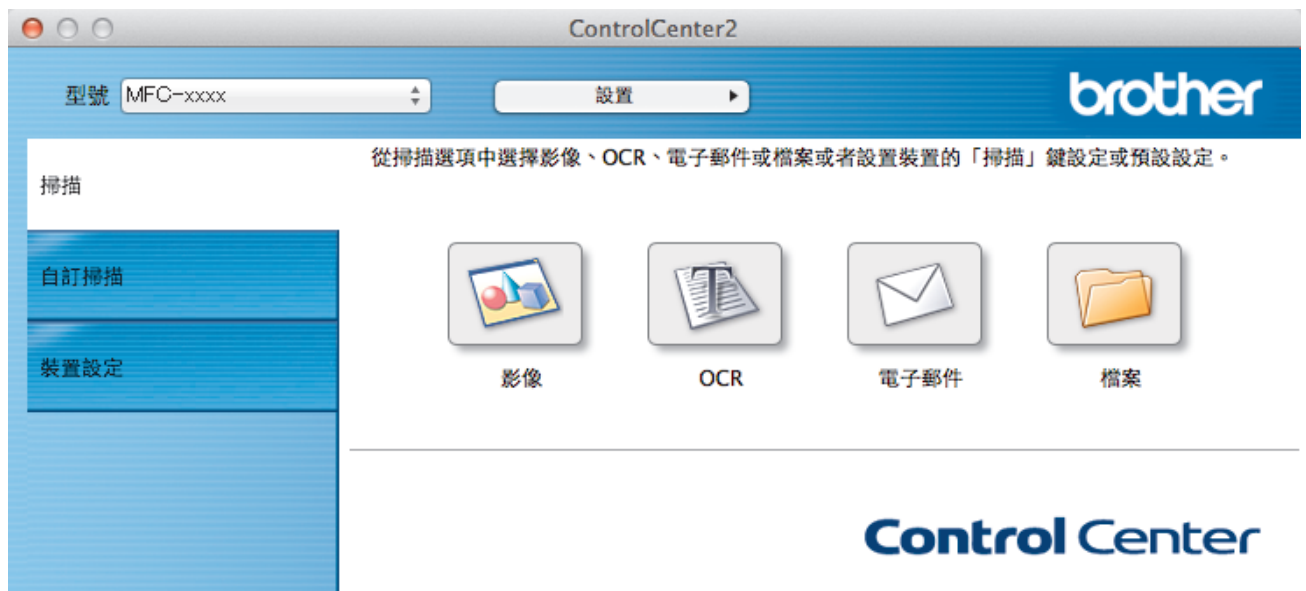 ControlCenter2
型號 MFC-xxxx 設置 brother
從掃描選項中選擇影像、OCR、電子郵件或檔案或者設置裝置的「掃描」鍵設定或預設設定。
掃描
自訂掃描
裝置設定
影像 OCR 電子郵件 檔案
Control Center